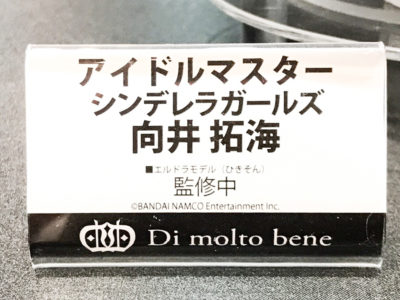 アイドルマスター
シンデレラガールズ
向井 拓海
■エルドラモデル（ひきそん）
監修中
©BANDAI NAMCO Entertainment Inc.
Di molto bene